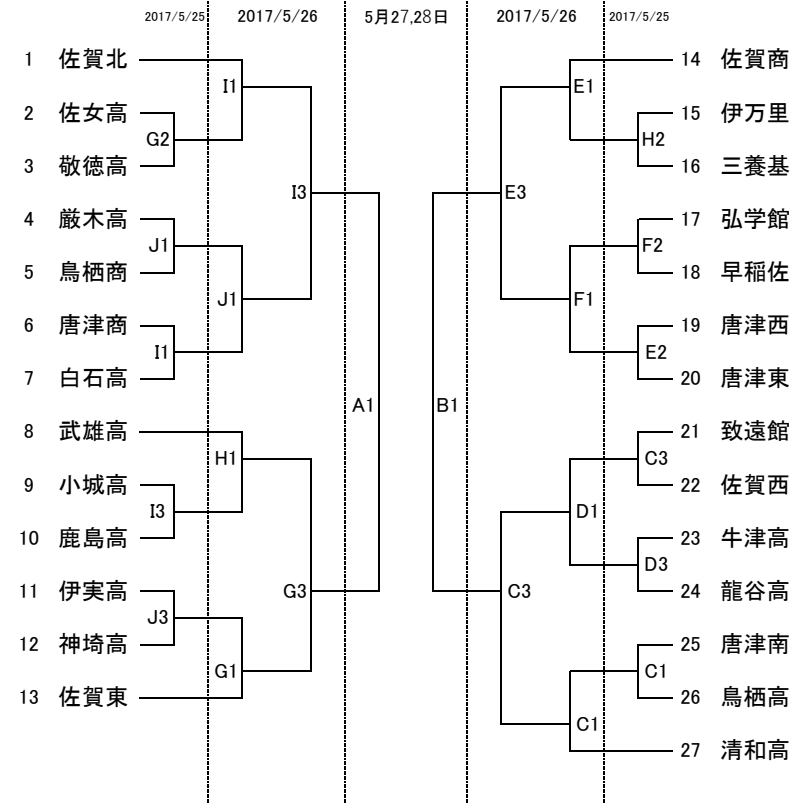 2017/5/25 2017/5/26 5月27,28日 2017/5/26 2017/5/25
1 佐賀北
2 佐女高
3 敬徳高
4 厳木高
5 鳥栖商
6 唐津商
7 白石高
8 武雄高
9 小城高
10 鹿島高
11 伊実高
12 神埼高
13 佐賀東
G2
J1
I1
I3
J3
I1
J1
H1
G1
I3
G3
A1
B1
E3
C3
E1
F1
D1
C1
H2
F2
E2
C3
D3
C1
14 佐賀商
15 伊万里
16 三養基
17 弘学館
18 早稲佐
19 唐津西
20 唐津東
21 致遠館
22 佐賀西
23 牛津高
24 龍谷高
25 唐津南
26 鳥栖高
27 清和高